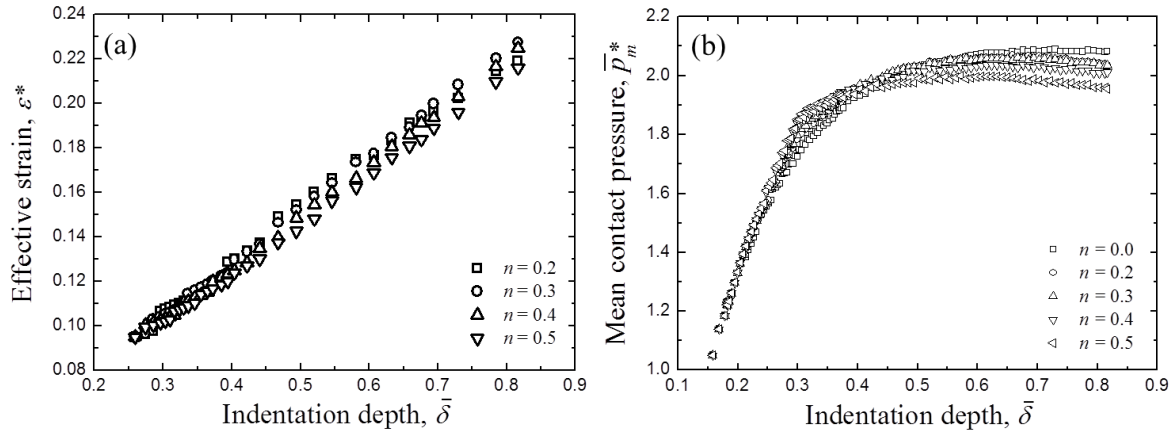 (a)
Effective strain, ε*
0.24
0.22
0.20
0.18
0.16
0.14
0.12
0.10
0.08
n = 0.2
n = 0.3
n = 0.4
n = 0.5
0.2 0.3 0.4 0.5 0.6 0.7 0.8 0.9
Indentation depth, δ̄
(b)
Mean contact pressure, p̄ₘ*
2.2
2.0
1.8
1.6
1.4
1.2
1.0
n = 0.0
n = 0.2
n = 0.3
n = 0.4
n = 0.5
0.1 0.2 0.3 0.4 0.5 0.6 0.7 0.8 0.9
Indentation depth, δ̄